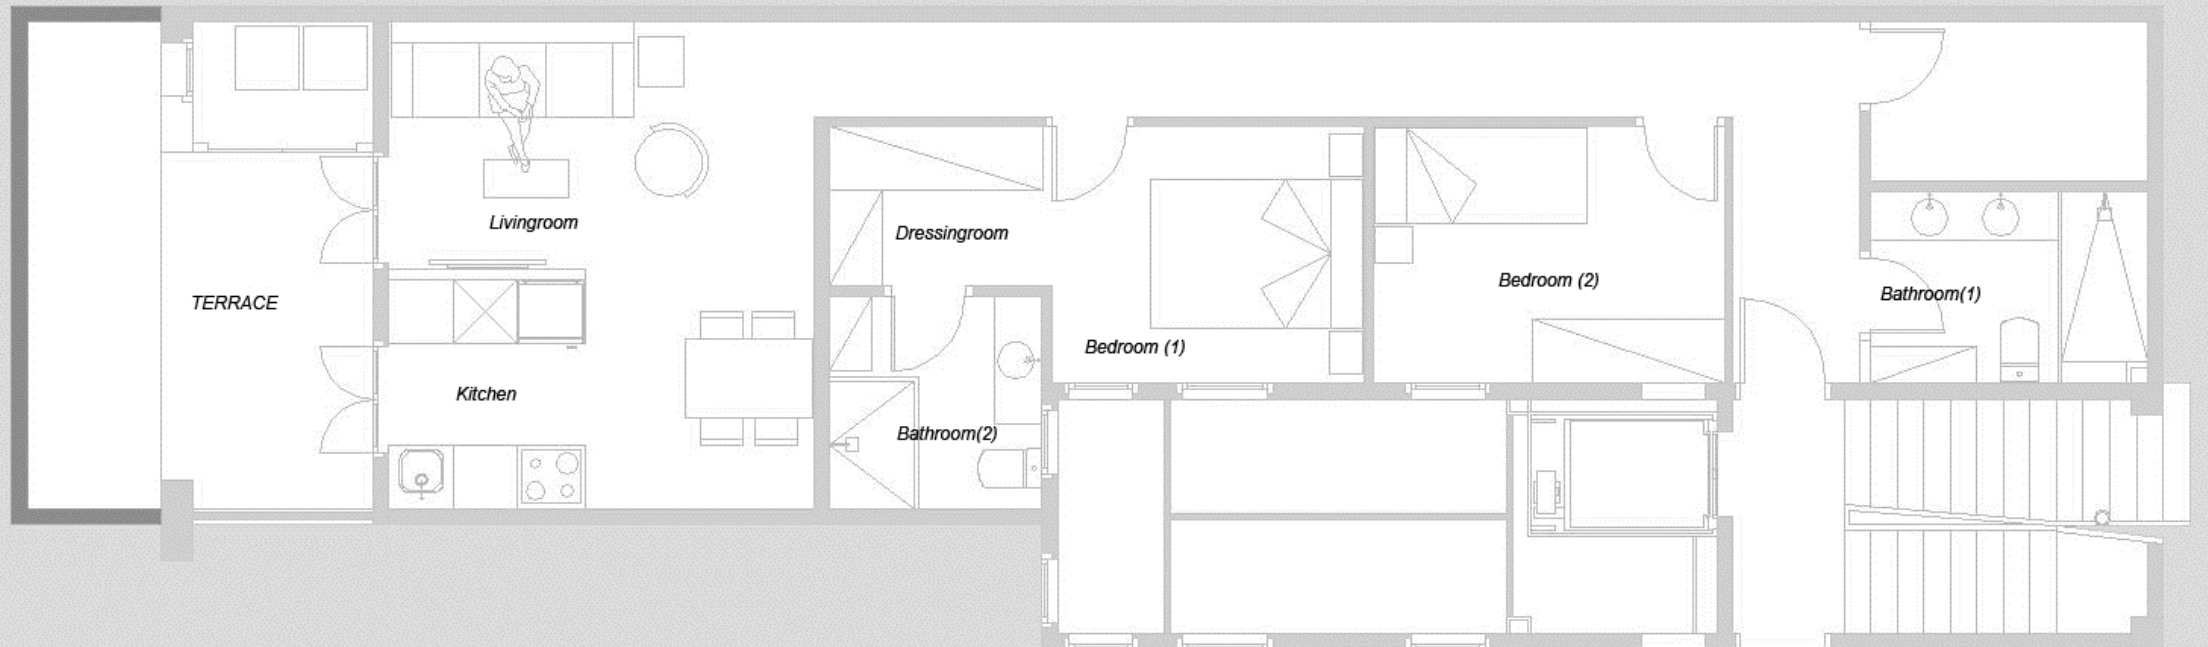 Livingroom
Dressingroom
TERRACE
Bedroom (2)
Bathroom(1)
Bedroom (1)
Kitchen
Bathroom(2)